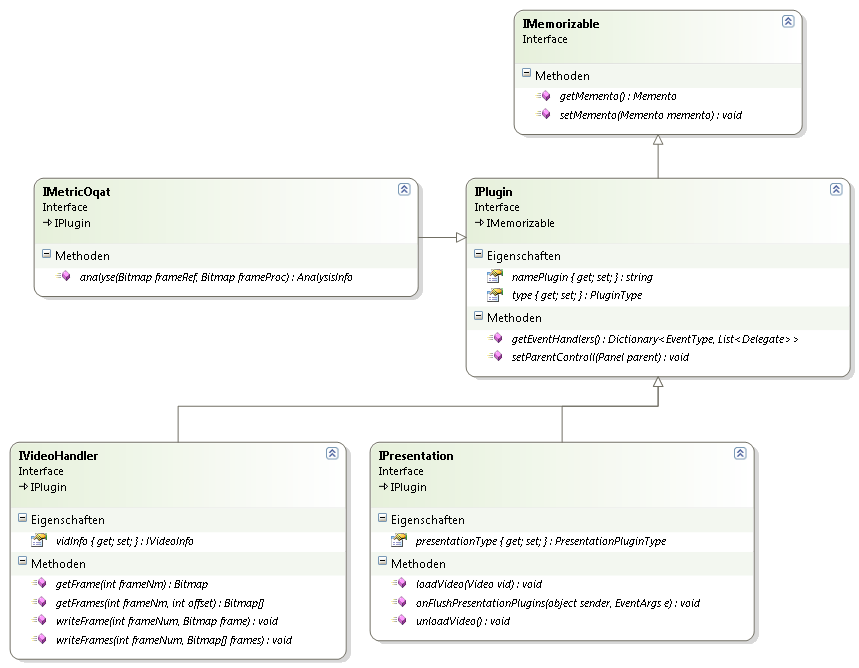 IMemorizable
Interface
Methoden
getMemento() : Memento
setMemento(Memento memento) : void
IMetricOqat
Interface
IPlugin
Methoden
analyse(Bitmap frameRef, Bitmap frameProc) : AnalysisInfo
IPlugin
Interface
IMemorizable
Eigenschaften
namePlugin { get; set; } : string
type { get; set; } : PluginType
Methoden
getEventHandlers() : Dictionary<EventType, List<Delegate>>
setParentControll(Panel parent) : void
IVideoHandler
Interface
IPlugin
Eigenschaften
vidInfo { get; set; } : IVideoInfo
Methoden
getFrame(int frameNm) : Bitmap
getFrames(int frameNm, int offset) : Bitmap[]
writeFrame(int frameNum, Bitmap frame) : void
writeFrames(int frameNum, Bitmap[] frames) : void
IPresentation
Interface
IPlugin
Eigenschaften
presentationType { get; set; } : PresentationPluginType
Methoden
loadVideo(Video vid) : void
onFlushPresentationPlugins(object sender, EventArgs e) : void
unloadVideo() : void